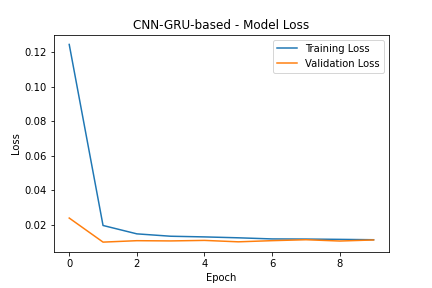 CNN-GRU-based - Model Loss
Training Loss
Validation Loss
0.12
0.10
0.08
0.06
0.04
0.02
Loss
0 2 4 6 8
Epoch